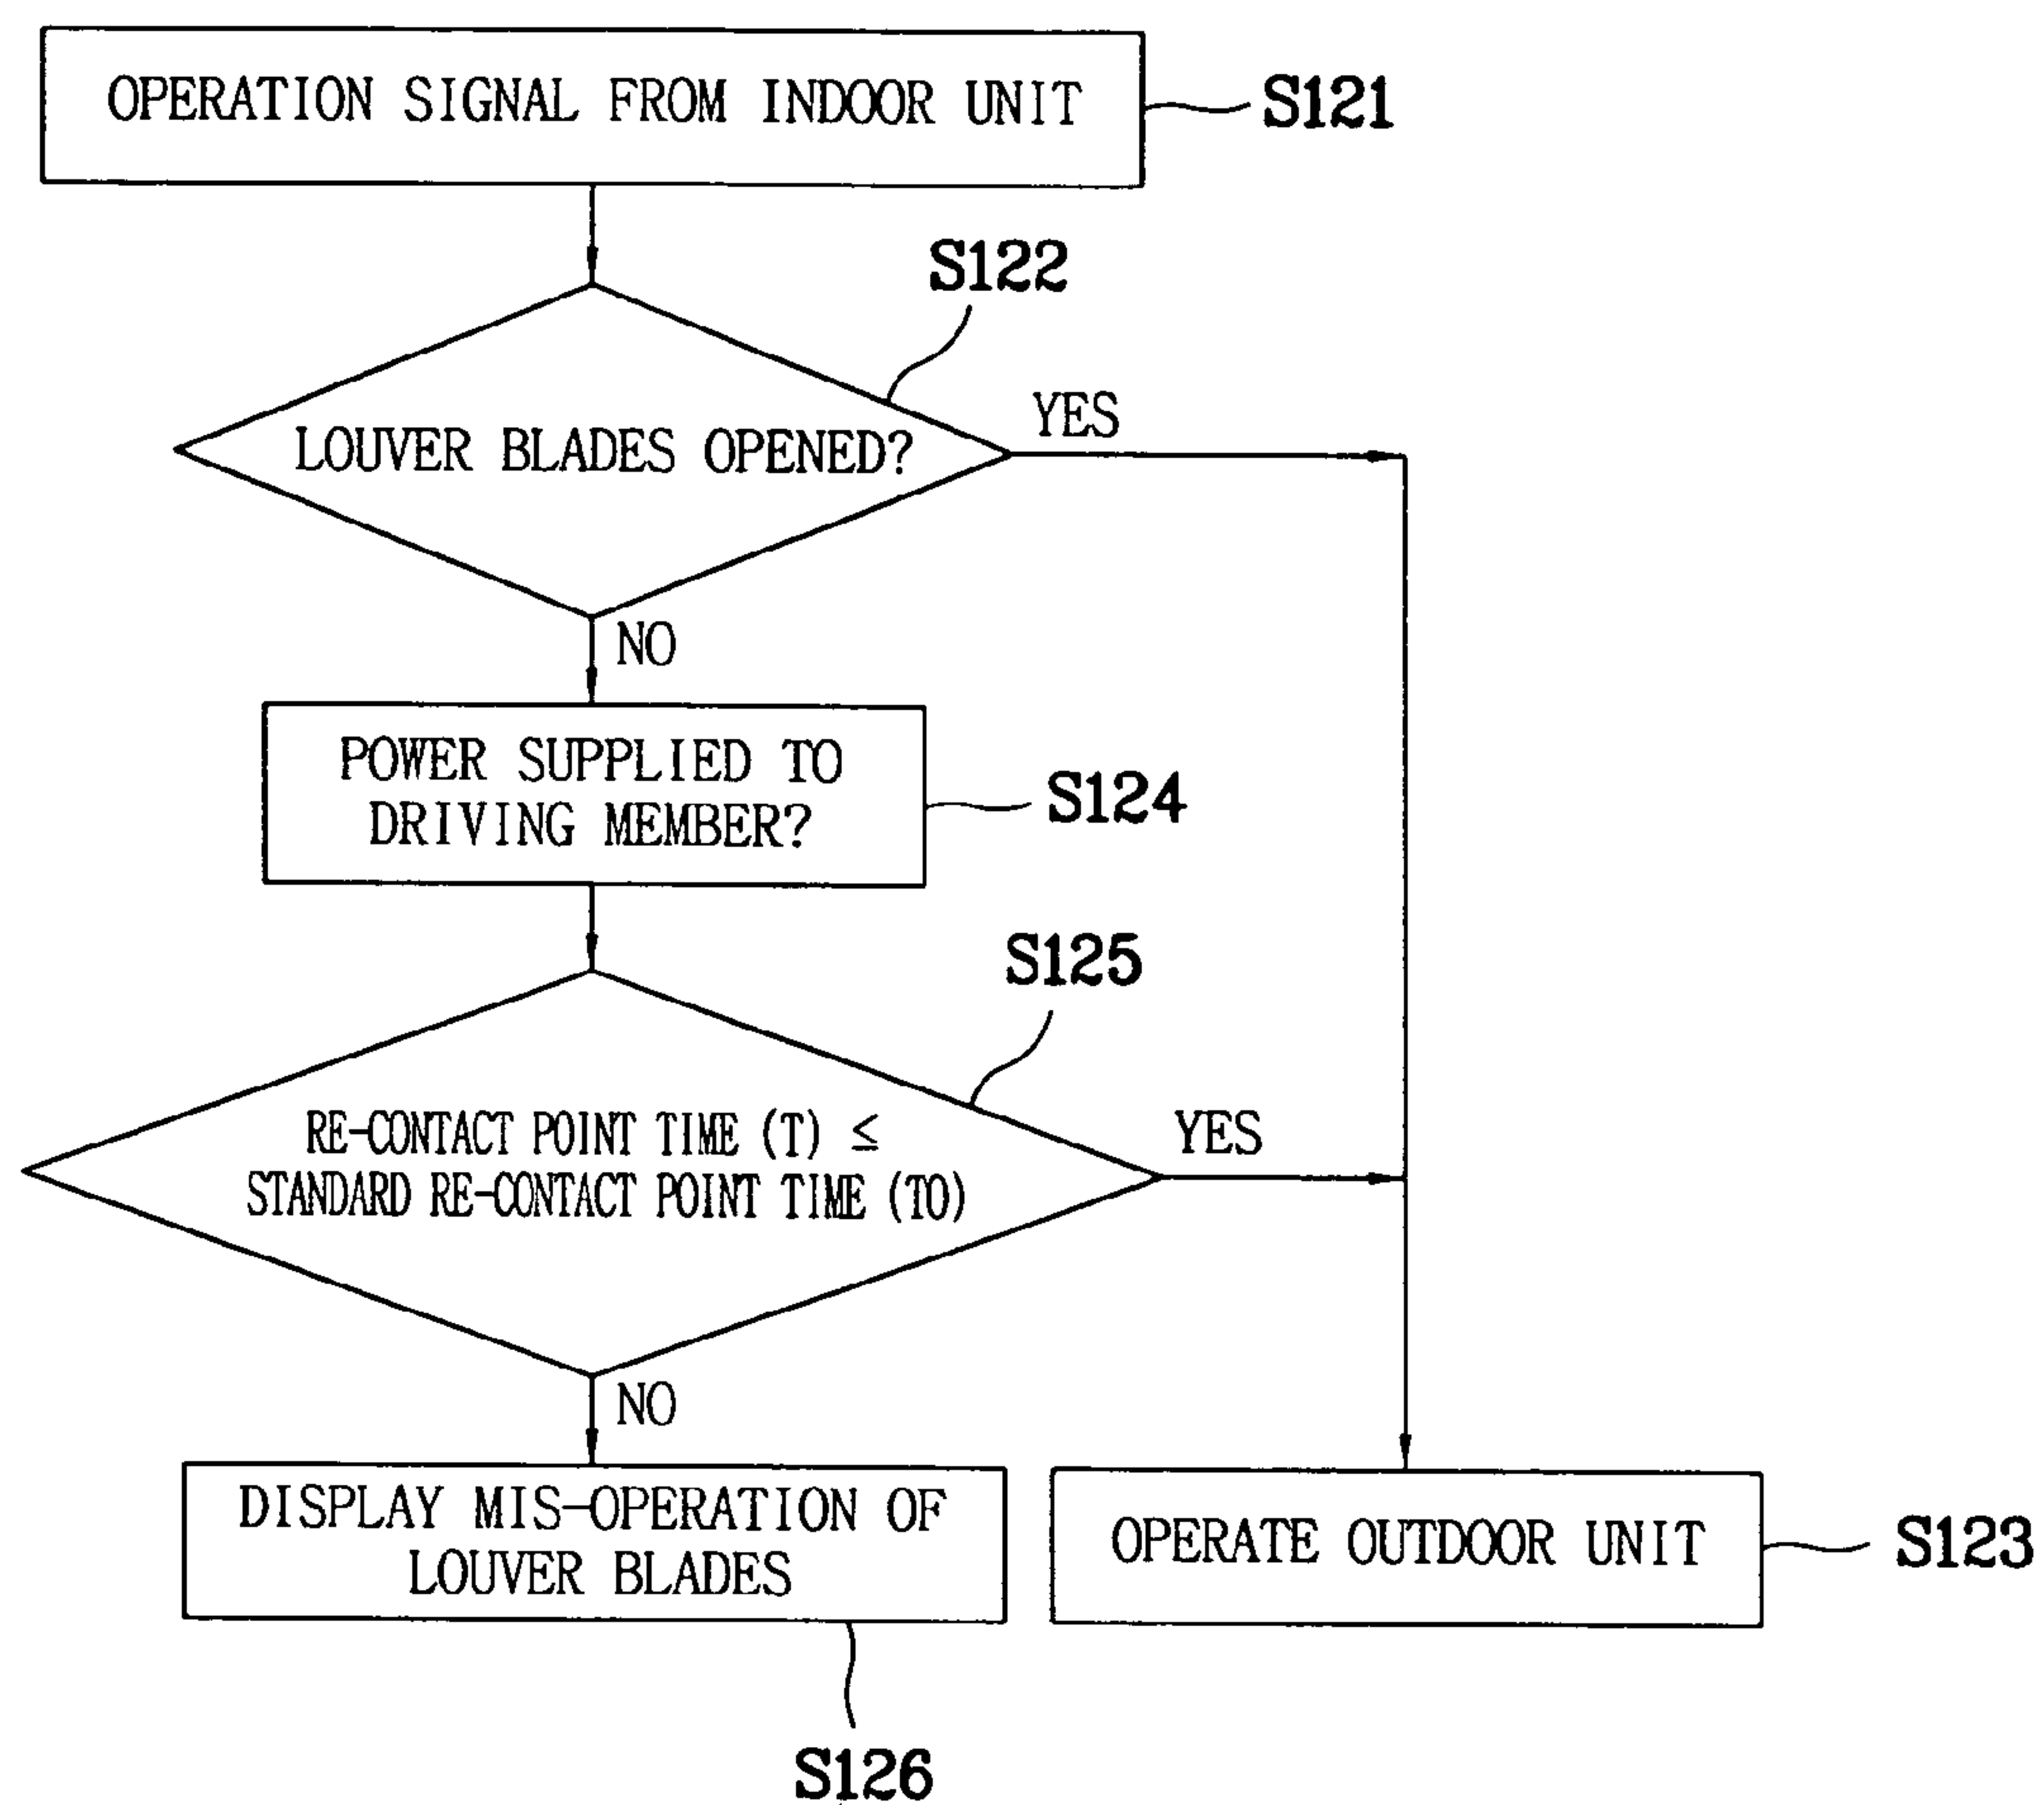 OPERATION SIGNAL FROM INDOOR UNIT
S121
S122
LOUVER BLADES OPENED?
YES
NO
POWER SUPPLIED TO
DRIVING MEMBER?
S124
S125
RE-CONTACT POINT TIME (T) ≤
STANDARD RE-CONTACT POINT TIME (TO)
YES
NO
DISPLAY MIS-OPERATION OF
LOUVER BLADES
S126
OPERATE OUTDOOR UNIT
S123